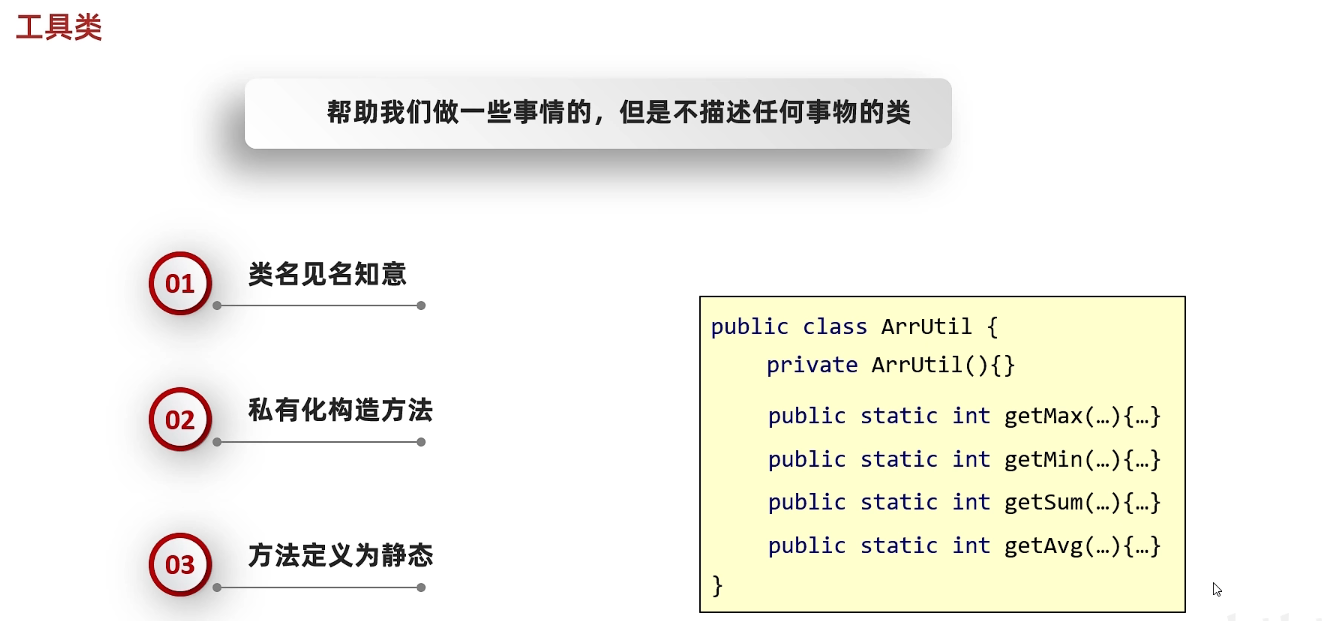 工具类
帮助我们做一些事情的，但是不描述任何事物的类
01 类名见名知意
02 私有化构造方法
03 方法定义为静态
public class ArrUtil {
private ArrUtil(){}
public static int getMax(…){…}
public static int getMin(…){…}
public static int getSum(…){…}
public static int getAvg(…){…}
}